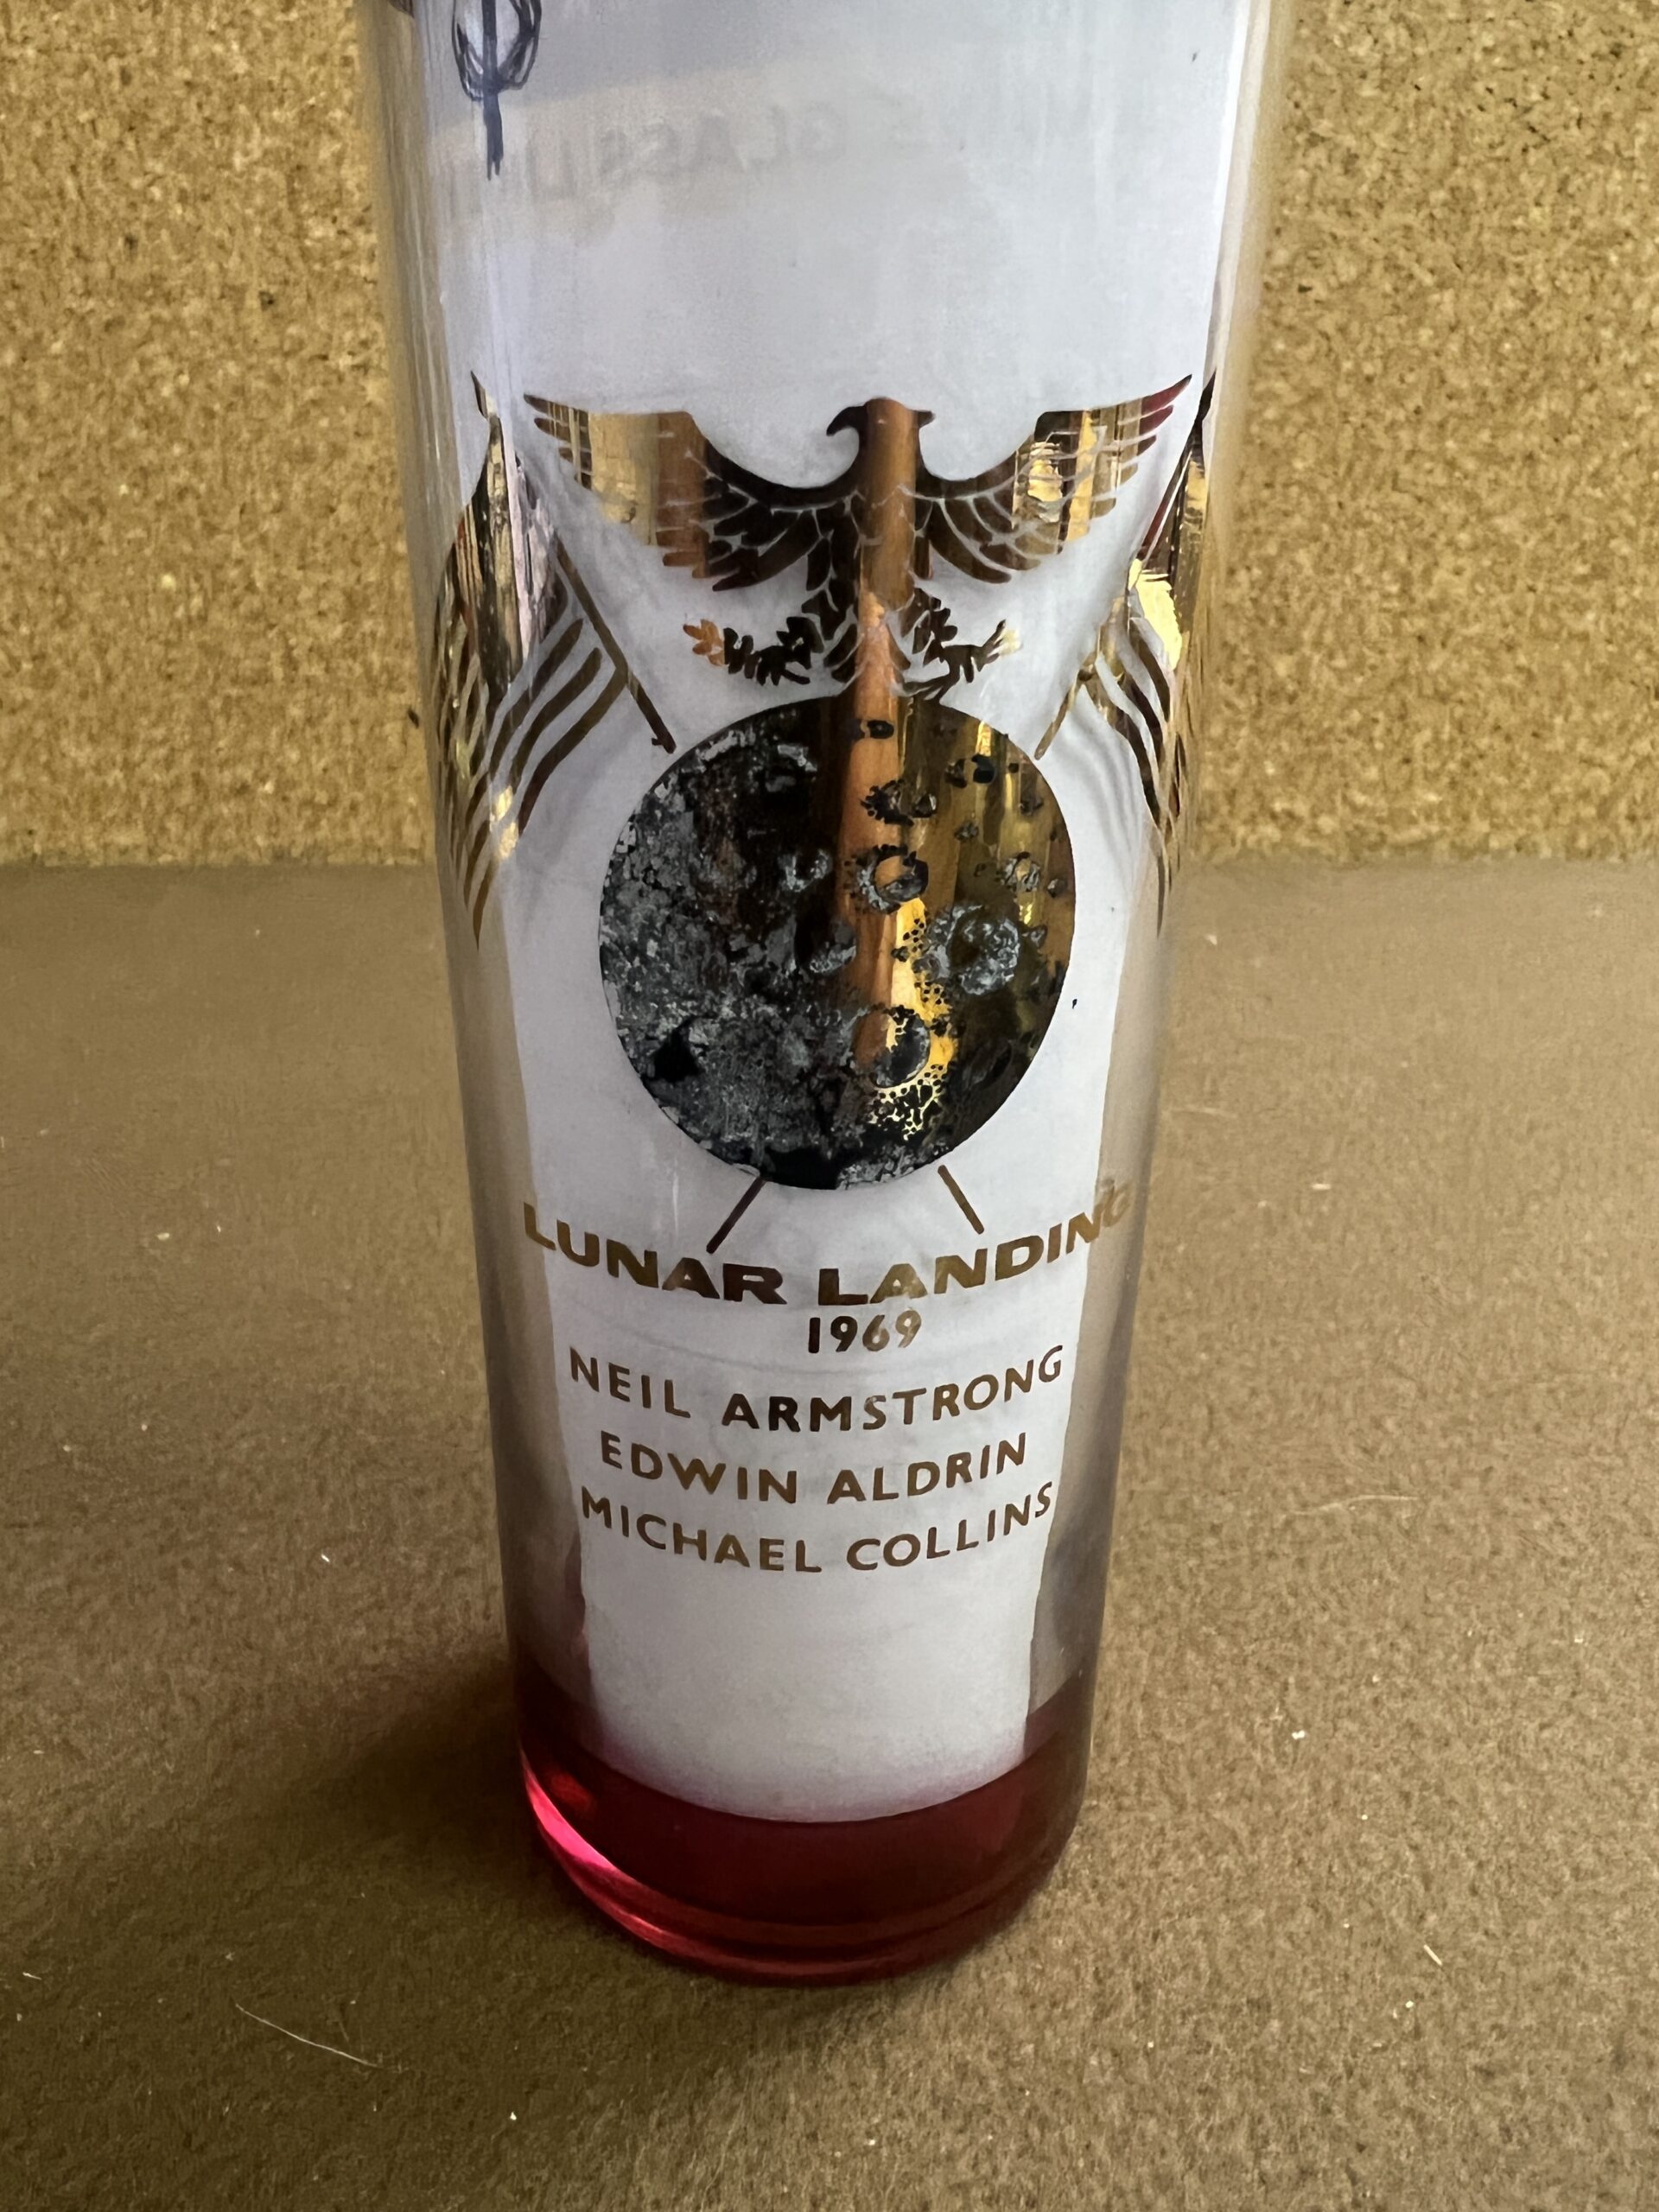 LUNAR LANDING
1969
NEIL ARMSTRONG
EDWIN ALDRIN
MICHAEL COLLINS